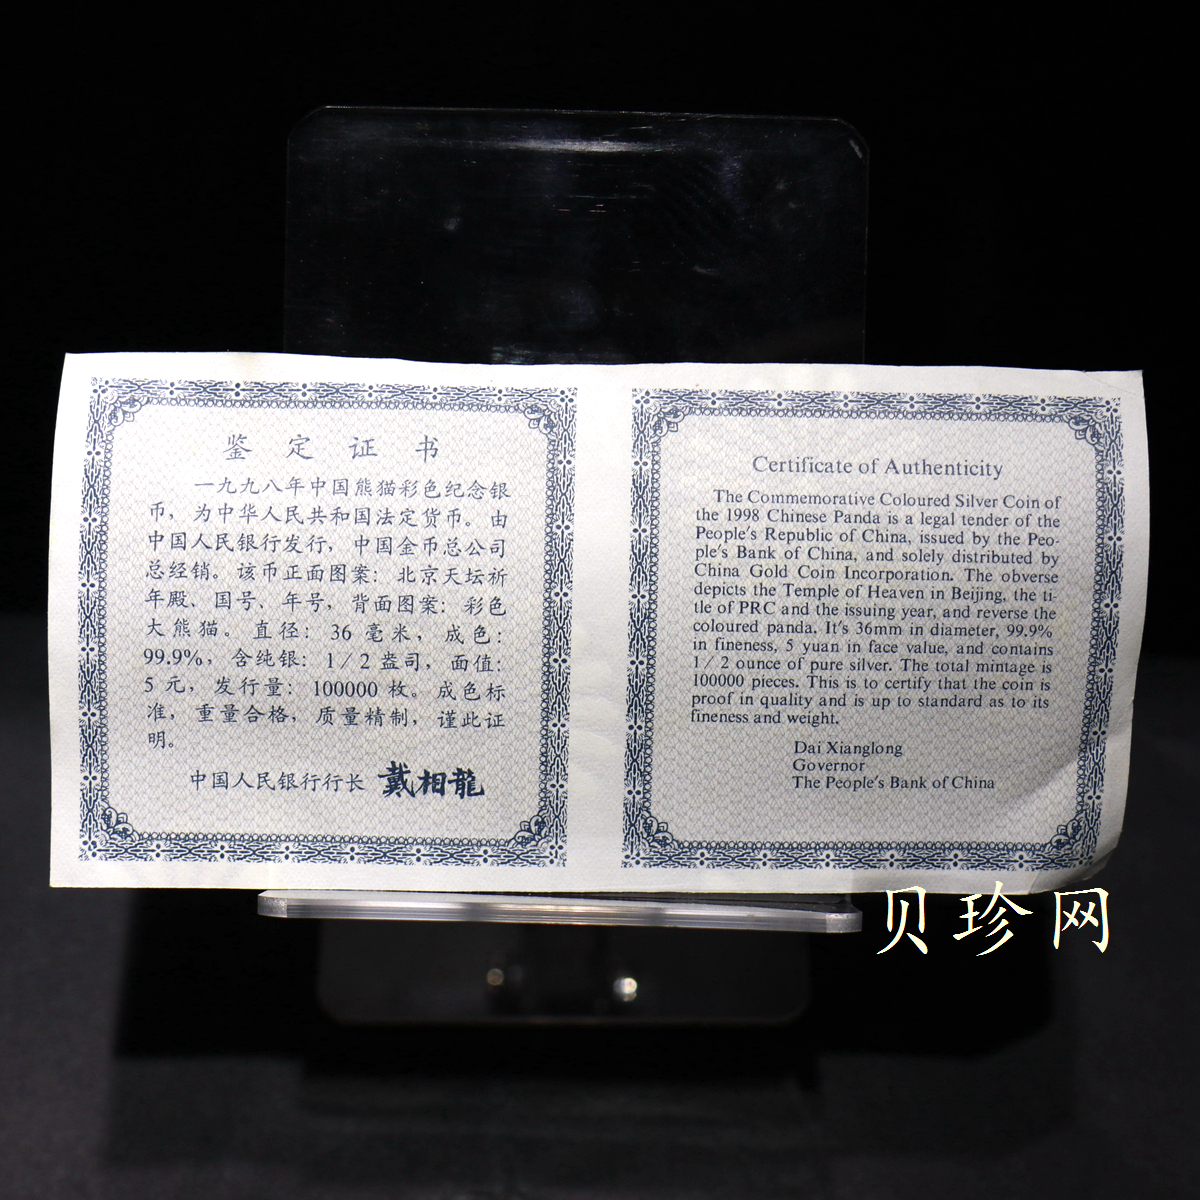 鉴定证书
一九九八年中国熊猫彩色纪念银
币，为中华人民共和国法定货币。由
中国人民银行发行，中国金币总公司
总经销。该币正面图案：北京天坛祈
年殿、国号、年号，背面图案：彩色
大熊猫。直径：36毫米，成色：
99.9%，含纯银：1/2盎司，面值：
5元，发行量：100000枚。成色标
准，重量合格，质量精制，谨此证
明。
中国人民银行行长 戴相龍
Certificate of Authenticity
The Commemorative Coloured Silver Coin of
the 1998 Chinese Panda is a legal tender of the
People's Republic of China, issued by the Peo-
ple's Bank of China, and solely distributed by
China Gold Coin Incorporation. The obverse
depicts the Temple of Heaven in Beijing, the ti-
tle of PRC and the issuing year, and reverse the
coloured panda. It's 36mm in diameter, 99.9%
in fineness, 5 yuan in face value, and contains
1/2 ounce of pure silver. The total mintage is
100000 pieces. This is to certify that the coin is
proof in quality and is up to standard as to its
fineness and weight.
Dai Xianglong
Governor
The People's Bank of China
贝珍网